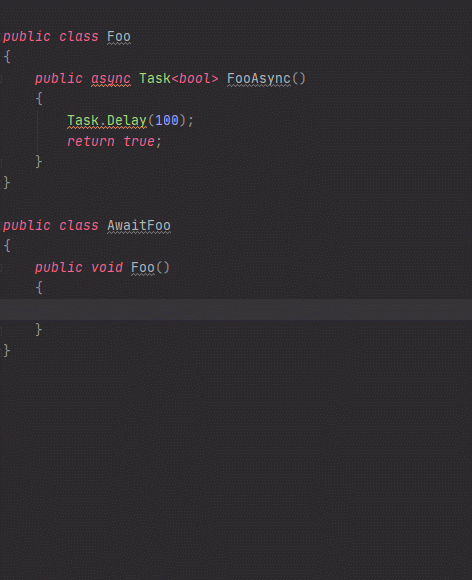 public class Foo
{
    public async Task<bool> FooAsync()
    {
        Task.Delay(100);
        return true;
    }
}
public class AwaitFoo
{
    public void Foo()
    {
    }
}